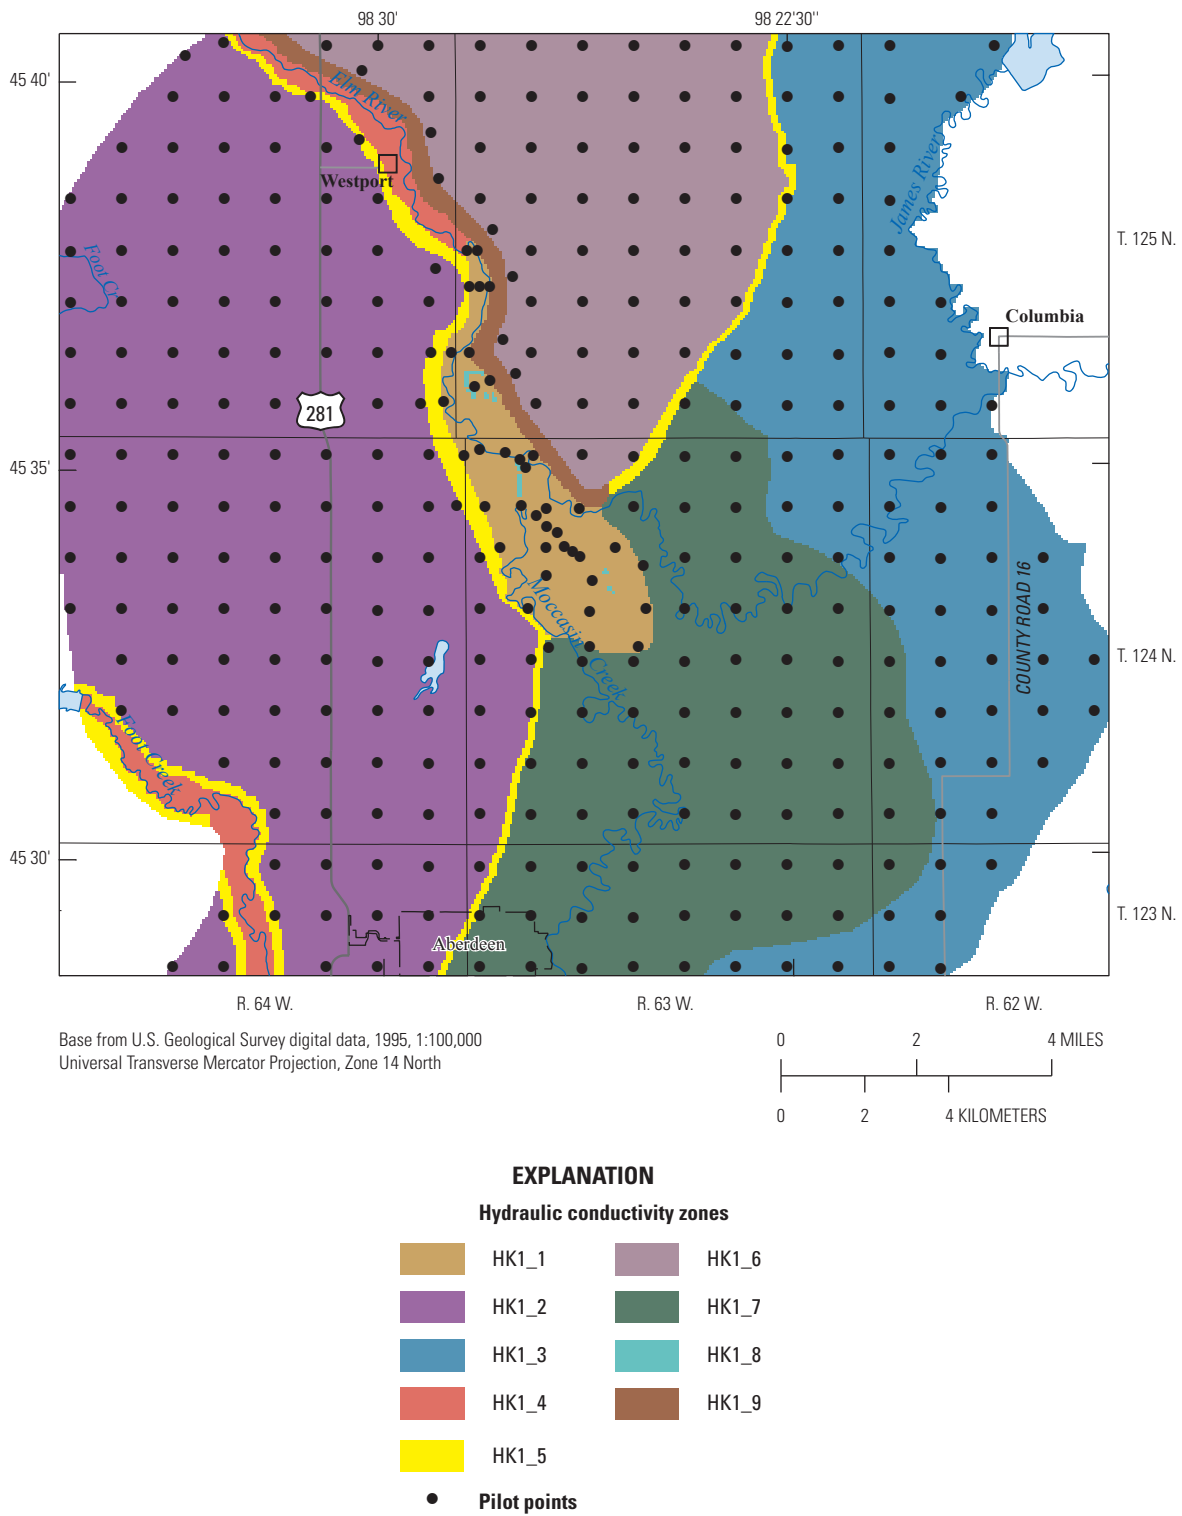 98 30'
98 22'30"
45 40'
Elm River
James River
Westport
T. 125 N.
Foot Cr
Columbia
281
45 35'
COUNTY ROAD 16
Moccasin Creek
T. 124 N.
Foot Creek
45 30'
T. 123 N.
Aberdeen
R. 64 W.
R. 63 W.
R. 62 W.
Base from U.S. Geological Survey digital data, 1995, 1:100,000
Universal Transverse Mercator Projection, Zone 14 North
0 2 4 MILES
0 2 4 KILOMETERS
EXPLANATION
Hydraulic conductivity zones
HK1_1
HK1_2
HK1_3
HK1_4
HK1_5
HK1_6
HK1_7
HK1_8
HK1_9
Pilot points